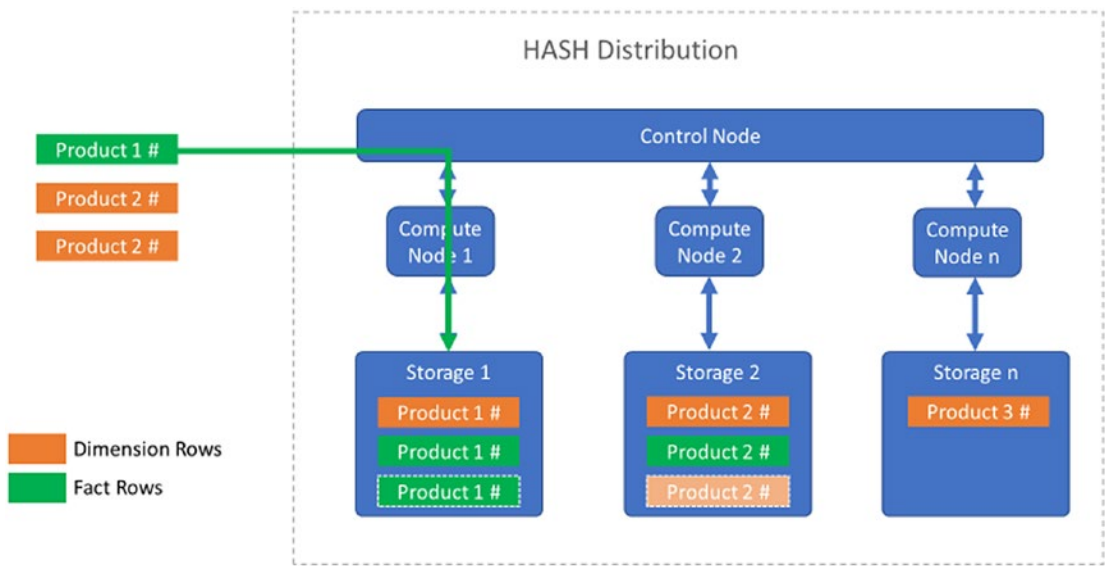 HASH Distribution
Control Node
Product 1 #
Product 2 #
Product 2 #
Compute
Node 1
Compute
Node 2
Compute
Node n
Storage 1
Product 1 #
Product 1 #
Product 1 #
Storage 2
Product 2 #
Product 2 #
Product 2 #
Storage n
Product 3 #
Dimension Rows
Fact Rows